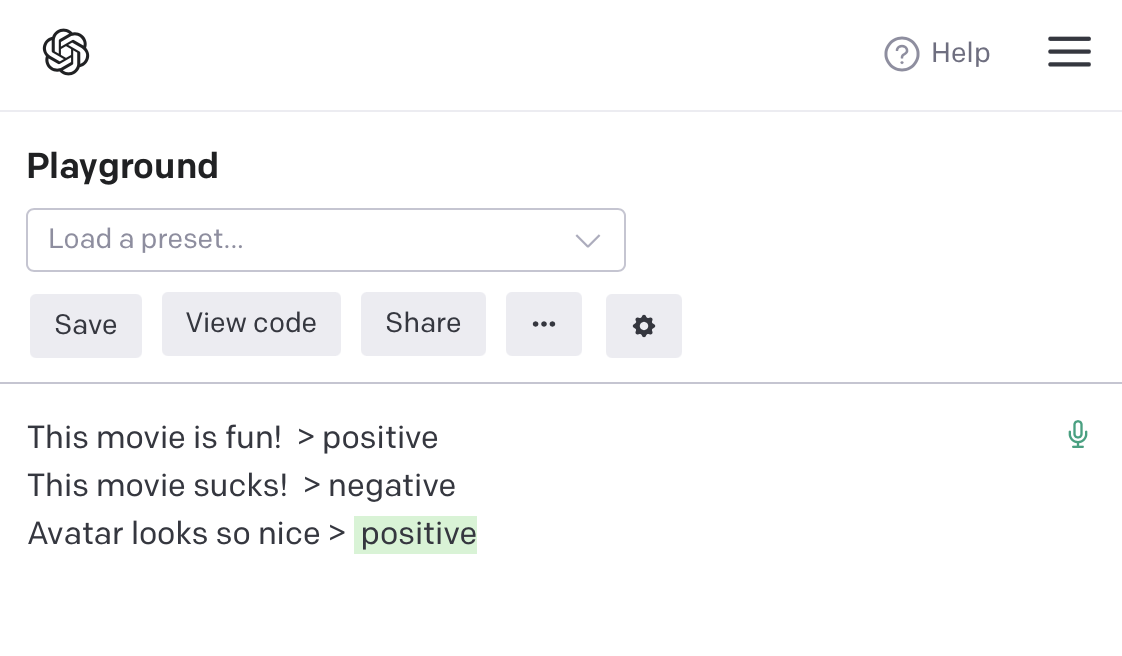 Help
Playground
Load a preset...
Save View code Share ...
This movie is fun!  > positive
This movie sucks!  > negative
Avatar looks so nice > positive